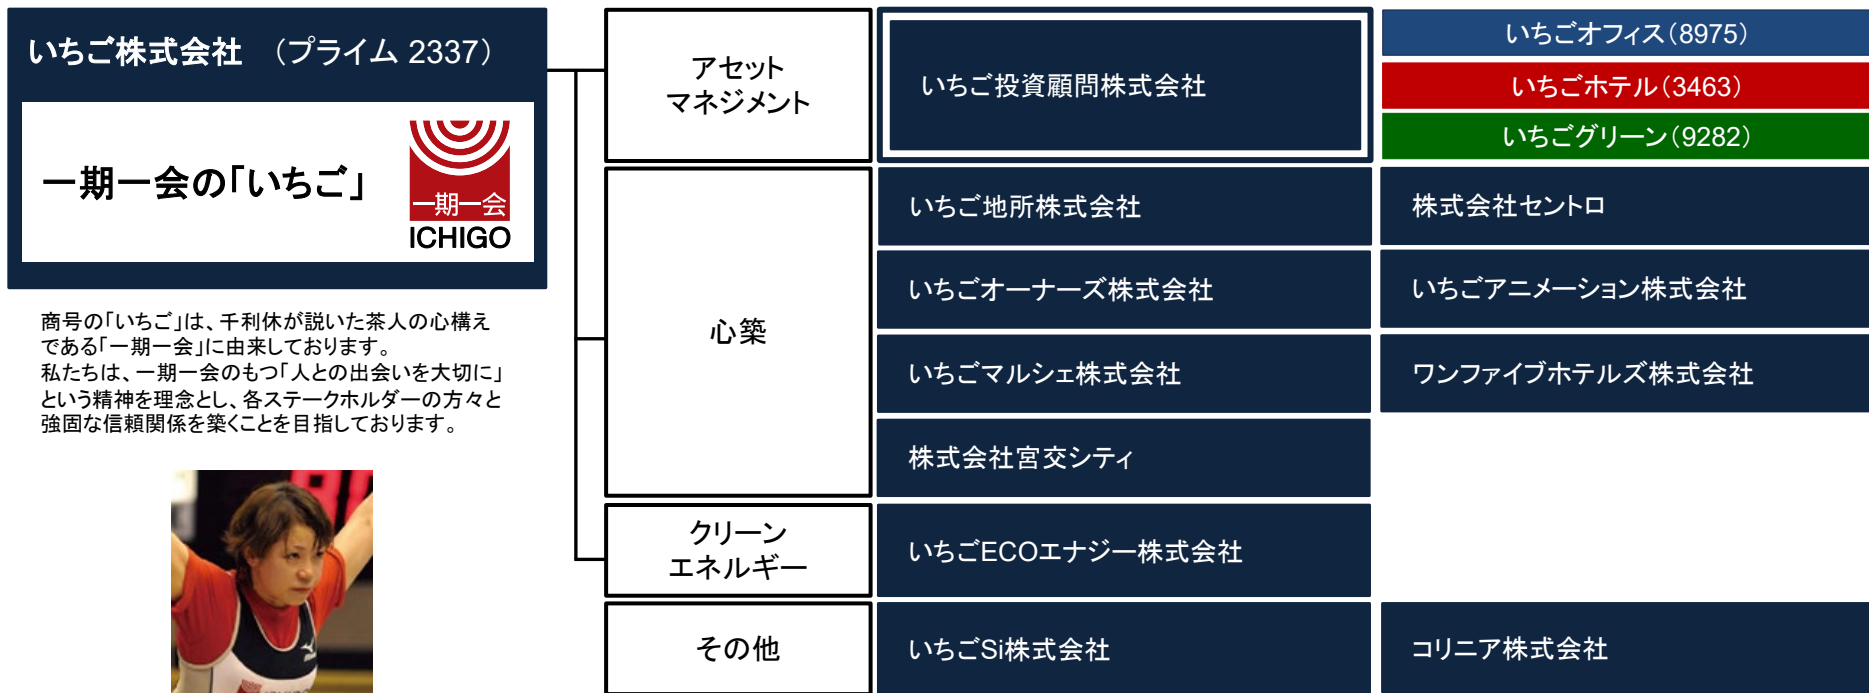 いちご株式会社 (プライム 2337)
一期一会の「いちご」
一期一会
ICHIGO
商号の「いちご」は、千利休が説いた茶人の心構え
である「一期一会」に由来しております。
私たちは、一期一会のもつ「人との出会いを大切に」
という精神を理念とし、各ステークホルダーの方々と
強固な信頼関係を築くことを目指しております。
アセット
マネジメント
いちご投資顧問株式会社
いちごオフィス(8975)
いちごホテル(3463)
いちごグリーン(9282)
心築
いちご地所株式会社
株式会社セントロ
いちごオーナーズ株式会社
いちごアニメーション株式会社
いちごマルシェ株式会社
ワンファイブホテルズ株式会社
株式会社宮交シティ
クリーン
エネルギー
いちごECOエナジー株式会社
その他
いちごSi株式会社
コリニア株式会社